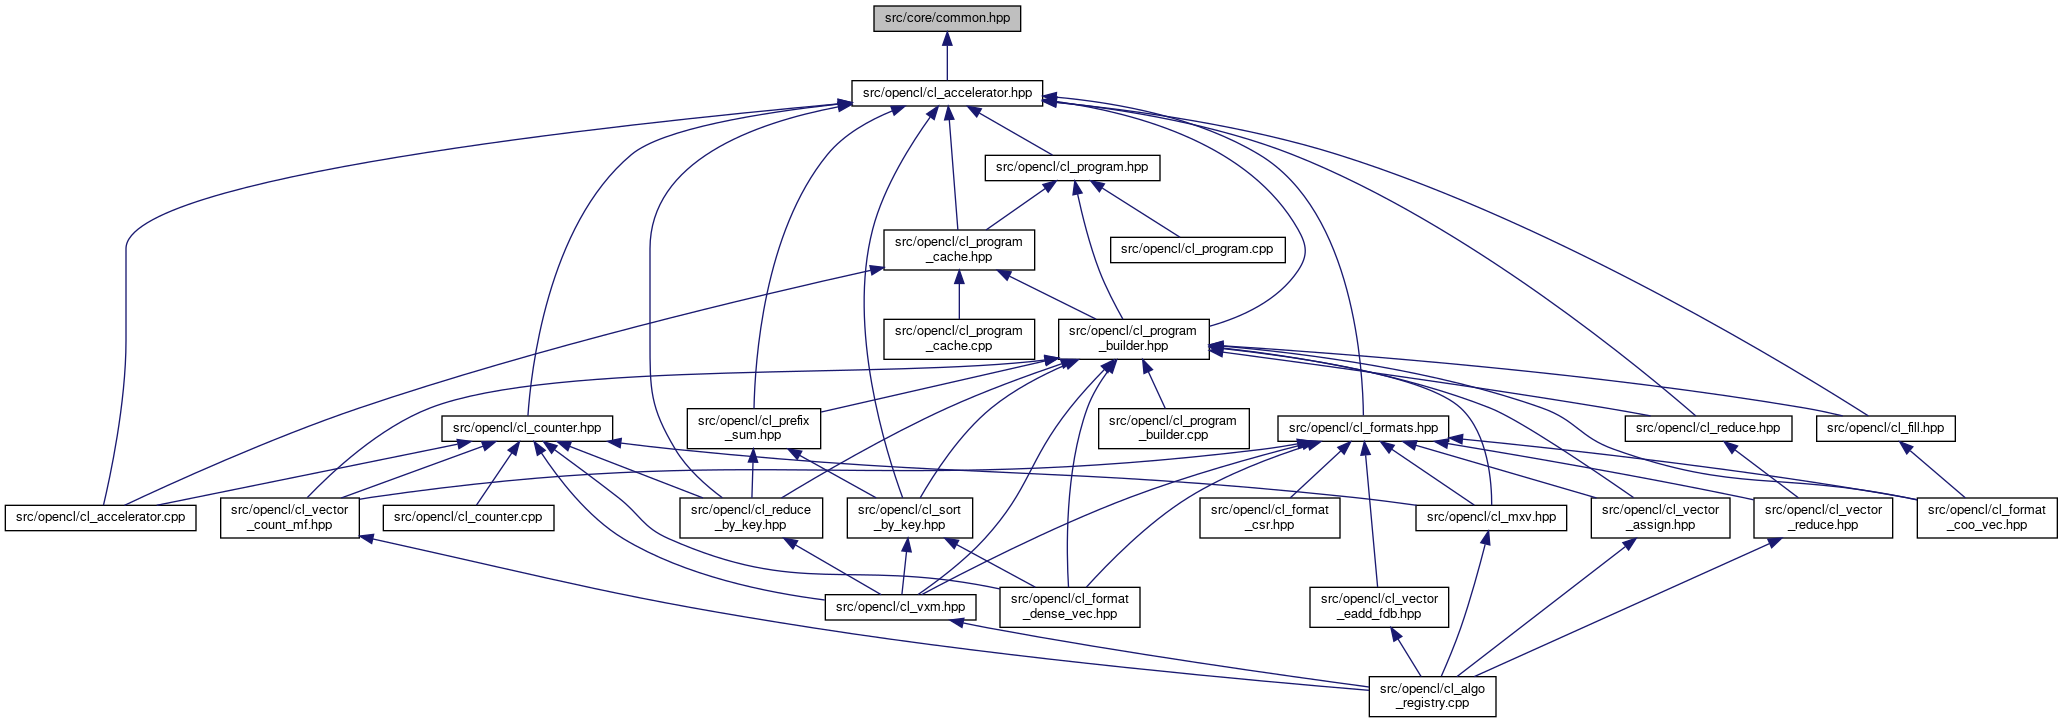 src/core/common.hpp
src/opencl/cl_accelerator.hpp
src/opencl/cl_program.hpp
src/opencl/cl_program
_cache.hpp
src/opencl/cl_program.cpp
src/opencl/cl_program
_cache.cpp
src/opencl/cl_program
_builder.hpp
src/opencl/cl_counter.hpp
src/opencl/cl_prefix
_sum.hpp
src/opencl/cl_program
_builder.cpp
src/opencl/cl_formats.hpp
src/opencl/cl_reduce.hpp
src/opencl/cl_fill.hpp
src/opencl/cl_accelerator.cpp
src/opencl/cl_vector
_count_mf.hpp
src/opencl/cl_counter.cpp
src/opencl/cl_reduce
_by_key.hpp
src/opencl/cl_sort
_by_key.hpp
src/opencl/cl_format
_csr.hpp
src/opencl/cl_mxv.hpp
src/opencl/cl_vector
_assign.hpp
src/opencl/cl_vector
_reduce.hpp
src/opencl/cl_format
_coo_vec.hpp
src/opencl/cl_vxm.hpp
src/opencl/cl_format
_dense_vec.hpp
src/opencl/cl_vector
_eadd_fdb.hpp
src/opencl/cl_algo
_registry.cpp